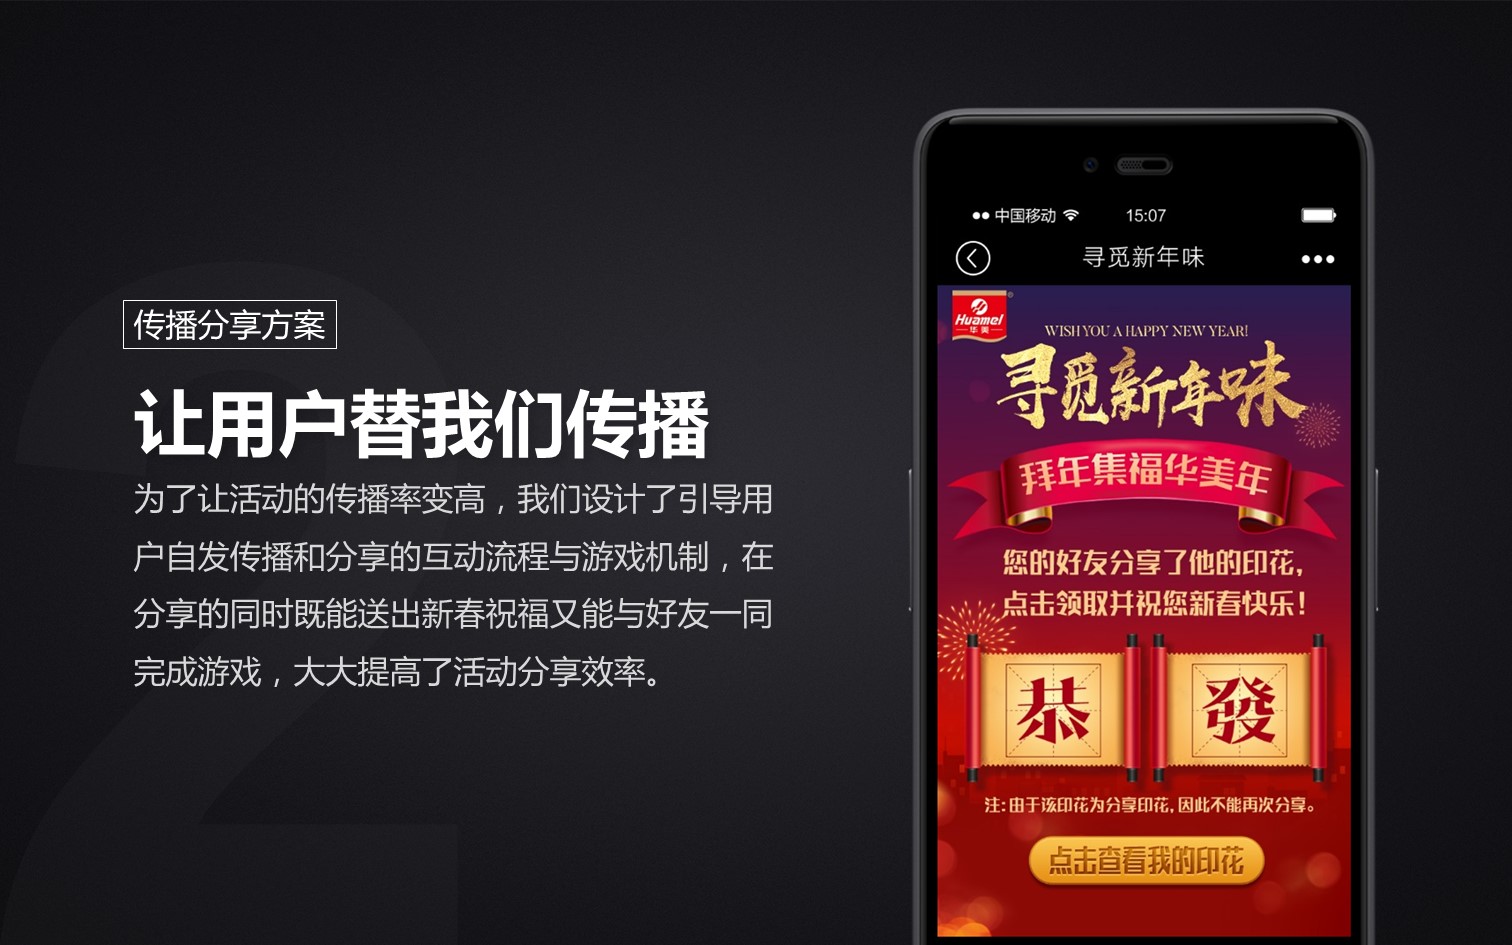 2
传播分享方案
让用户替我们传播
为了让活动的传播率变高，我们设计了引导用
户自发传播和分享的互动流程与游戏机制，在
分享的同时既能送出新春祝福又能与好友一同
完成游戏，大大提高了活动分享效率。
中国移动 15:07
寻觅新年味
Huamei®
华美
WISH YOU A HAPPY NEW YEAR!
寻觅新年味
拜年集福华美年
您的好友分享了他的印花,
点击领取并祝您新春快乐!
恭 發
注:由于该印花为分享印花,因此不能再次分享。
点击查看我的印花